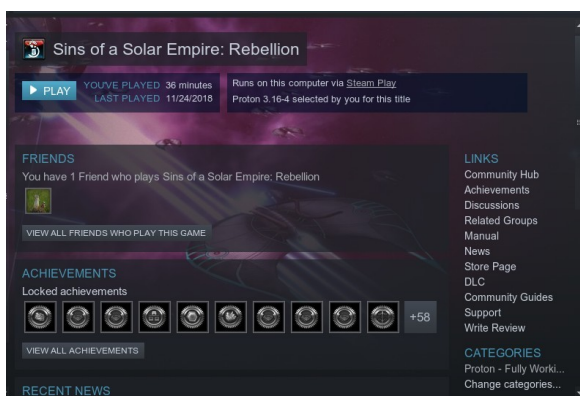 Sins of a Solar Empire: Rebellion
PLAY
YOU'VE PLAYED 36 minutes
LAST PLAYED 11/24/2018
Runs on this computer via Steam Play
Proton 3.16-4 selected by you for this title
FRIENDS
You have 1 Friend who plays Sins of a Solar Empire: Rebellion
VIEW ALL FRIENDS WHO PLAY THIS GAME
ACHIEVEMENTS
Locked achievements
+58
VIEW ALL ACHIEVEMENTS
RECENT NEWS
LINKS
Community Hub
Achievements
Discussions
Related Groups
Manual
News
Store Page
DLC
Community Guides
Support
Write Review
CATEGORIES
Proton - Fully Worki...
Change categories...